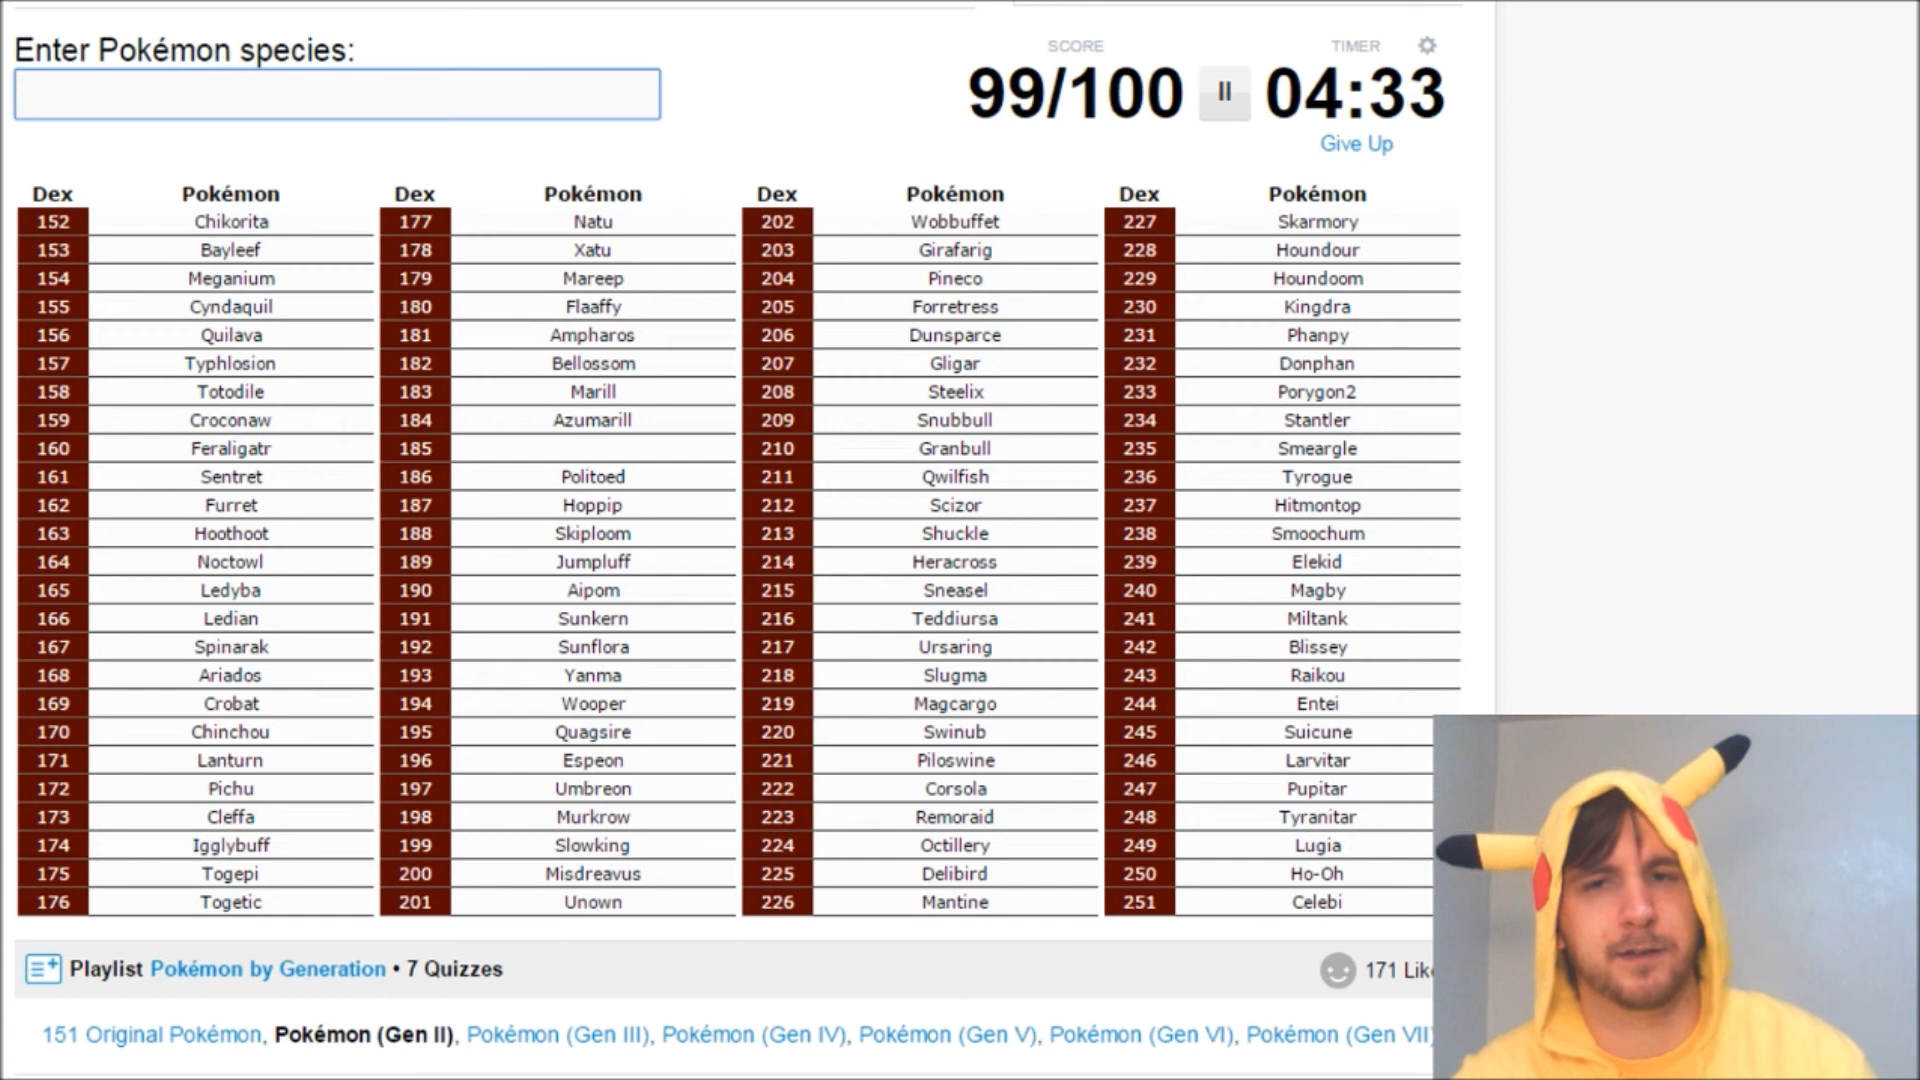 Enter Pokémon species:
SCORE
TIMER
99/100
II
04:33
Give Up
Dex Pokémon Dex Pokémon Dex Pokémon Dex Pokémon
152 Chikorita 177 Natu 202 Wobbuffet 227 Skarmory
153 Bayleef 178 Xatu 203 Girafarig 228 Houndour
154 Meganium 179 Mareep 204 Pineco 229 Houndoom
155 Cyndaquil 180 Flaaffy 205 Forretress 230 Kingdra
156 Quilava 181 Ampharos 206 Dunsparce 231 Phanpy
157 Typhlosion 182 Bellossom 207 Gligar 232 Donphan
158 Totodile 183 Marill 208 Steelix 233 Porygon2
159 Croconaw 184 Azumarill 209 Snubbull 234 Stantler
160 Feraligatr 185 210 Granbull 235 Smeargle
161 Sentret 186 Politoed 211 Qwilfish 236 Tyrogue
162 Furret 187 Hoppip 212 Scizor 237 Hitmontop
163 Hoothoot 188 Skiploom 213 Shuckle 238 Smoochum
164 Noctowl 189 Jumpluff 214 Heracross 239 Elekid
165 Ledyba 190 Aipom 215 Sneasel 240 Magby
166 Ledian 191 Sunkern 216 Teddiursa 241 Miltank
167 Spinarak 192 Sunflora 217 Ursaring 242 Blissey
168 Ariados 193 Yanma 218 Slugma 243 Raikou
169 Crobat 194 Wooper 219 Magcargo 244 Entei
170 Chinchou 195 Quagsire 220 Swinub 245 Suicune
171 Lanturn 196 Espeon 221 Piloswine 246 Larvitar
172 Pichu 197 Umbreon 222 Corsola 247 Pupitar
173 Cleffa 198 Murkrow 223 Remoraid 248 Tyranitar
174 Igglybuff 199 Slowking 224 Octillery 249 Lugia
175 Togepi 200 Misdreavus 225 Delibird 250 Ho-Oh
176 Togetic 201 Unown 226 Mantine 251 Celebi
Playlist Pokémon by Generation • 7 Quizzes
171 Lik
151 Original Pokémon, Pokémon (Gen II), Pokémon (Gen III), Pokémon (Gen IV), Pokémon (Gen V), Pokémon (Gen VI), Pokémon (Gen VII)